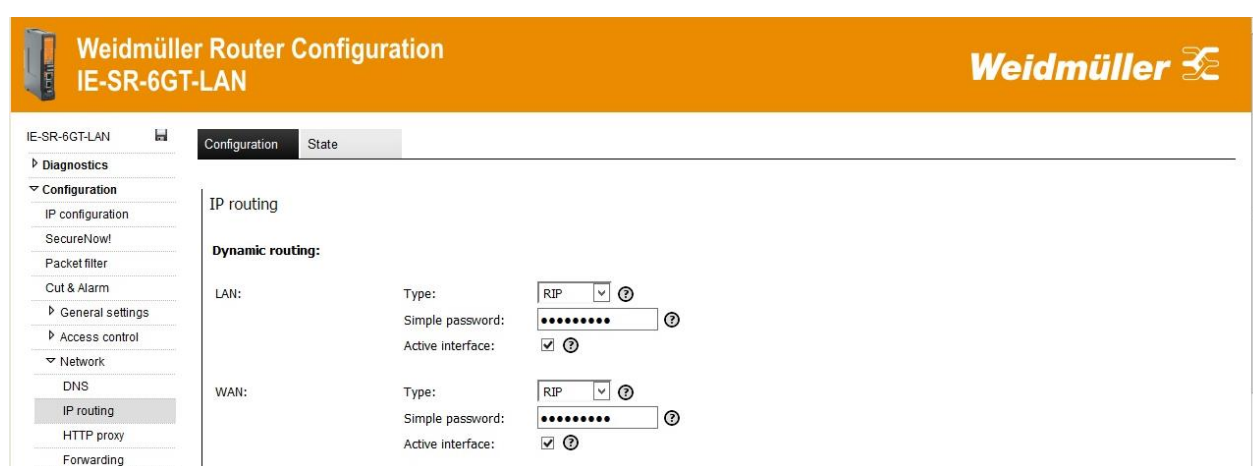 Weidmüller Router Configuration
IE-SR-6GT-LAN
Weidmüller
IE-SR-6GT-LAN
Diagnostics
Configuration
IP configuration
SecureNow!
Packet filter
Cut & Alarm
General settings
Access control
Network
DNS
IP routing
HTTP proxy
Forwarding
Configuration State
IP routing
Dynamic routing:
LAN: Type: RIP ?
Simple password: ••••••••• ?
Active interface: ?
WAN: Type: RIP ?
Simple password: ••••••••• ?
Active interface: ?